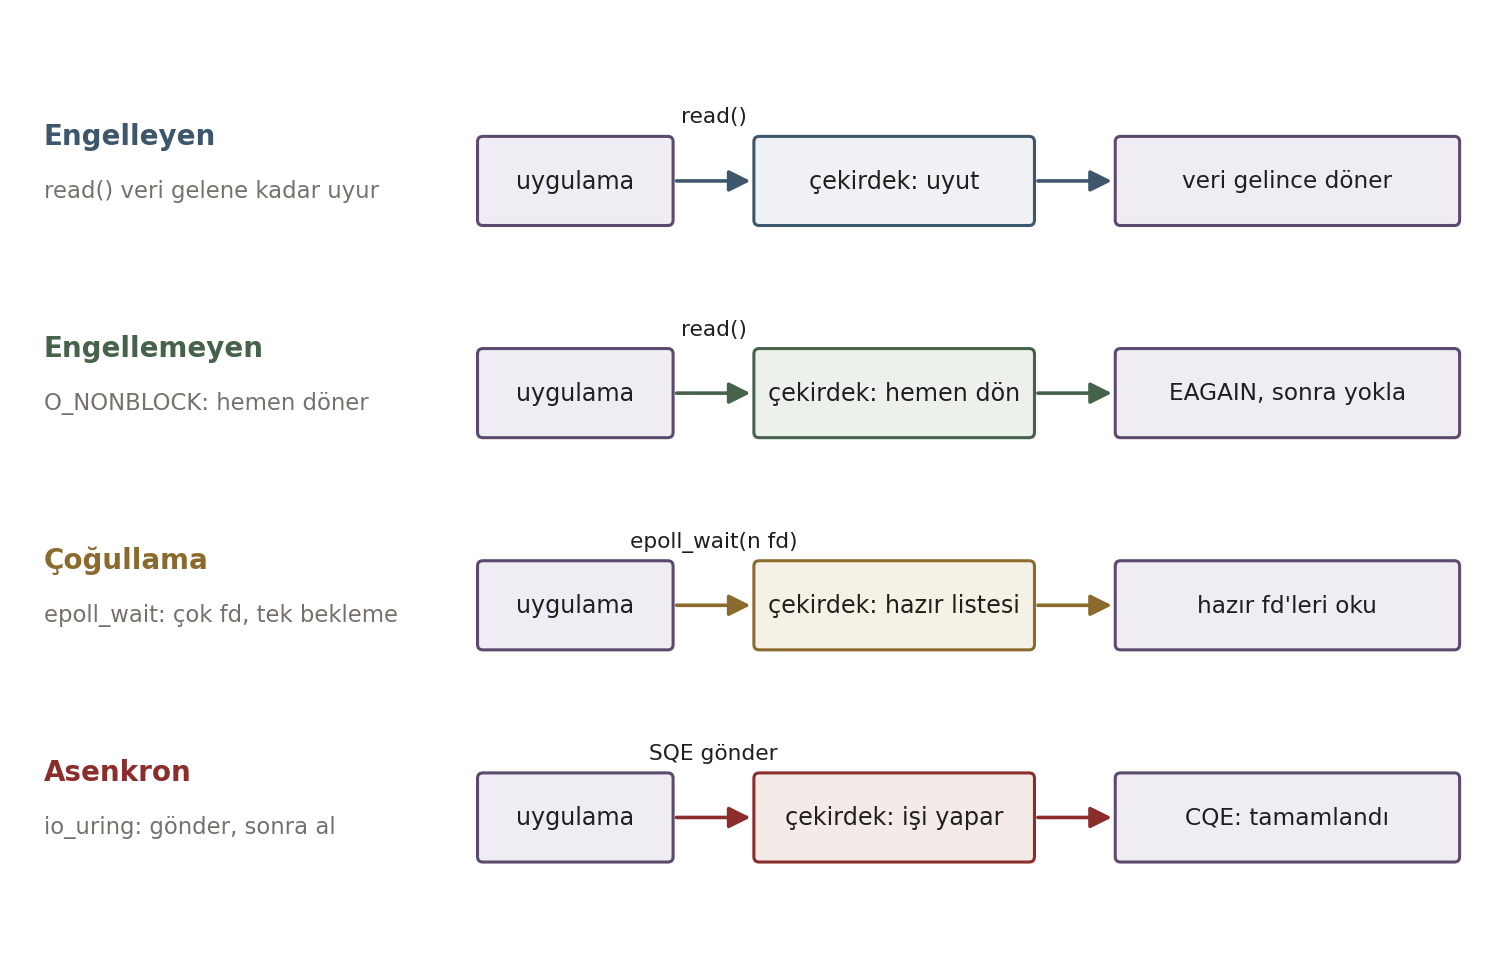 Engelleyen
read() veri gelene kadar uyur
read()
uygulama
çekirdek: uyut
veri gelince döner
Engellemeyen
O_NONBLOCK: hemen döner
read()
uygulama
çekirdek: hemen dön
EAGAIN, sonra yokla
Çoğullama
epoll_wait: çok fd, tek bekleme
epoll_wait(n fd)
uygulama
çekirdek: hazır listesi
hazır fd'leri oku
Asenkron
io_uring: gönder, sonra al
SQE gönder
uygulama
çekirdek: işi yapar
CQE: tamamlandı